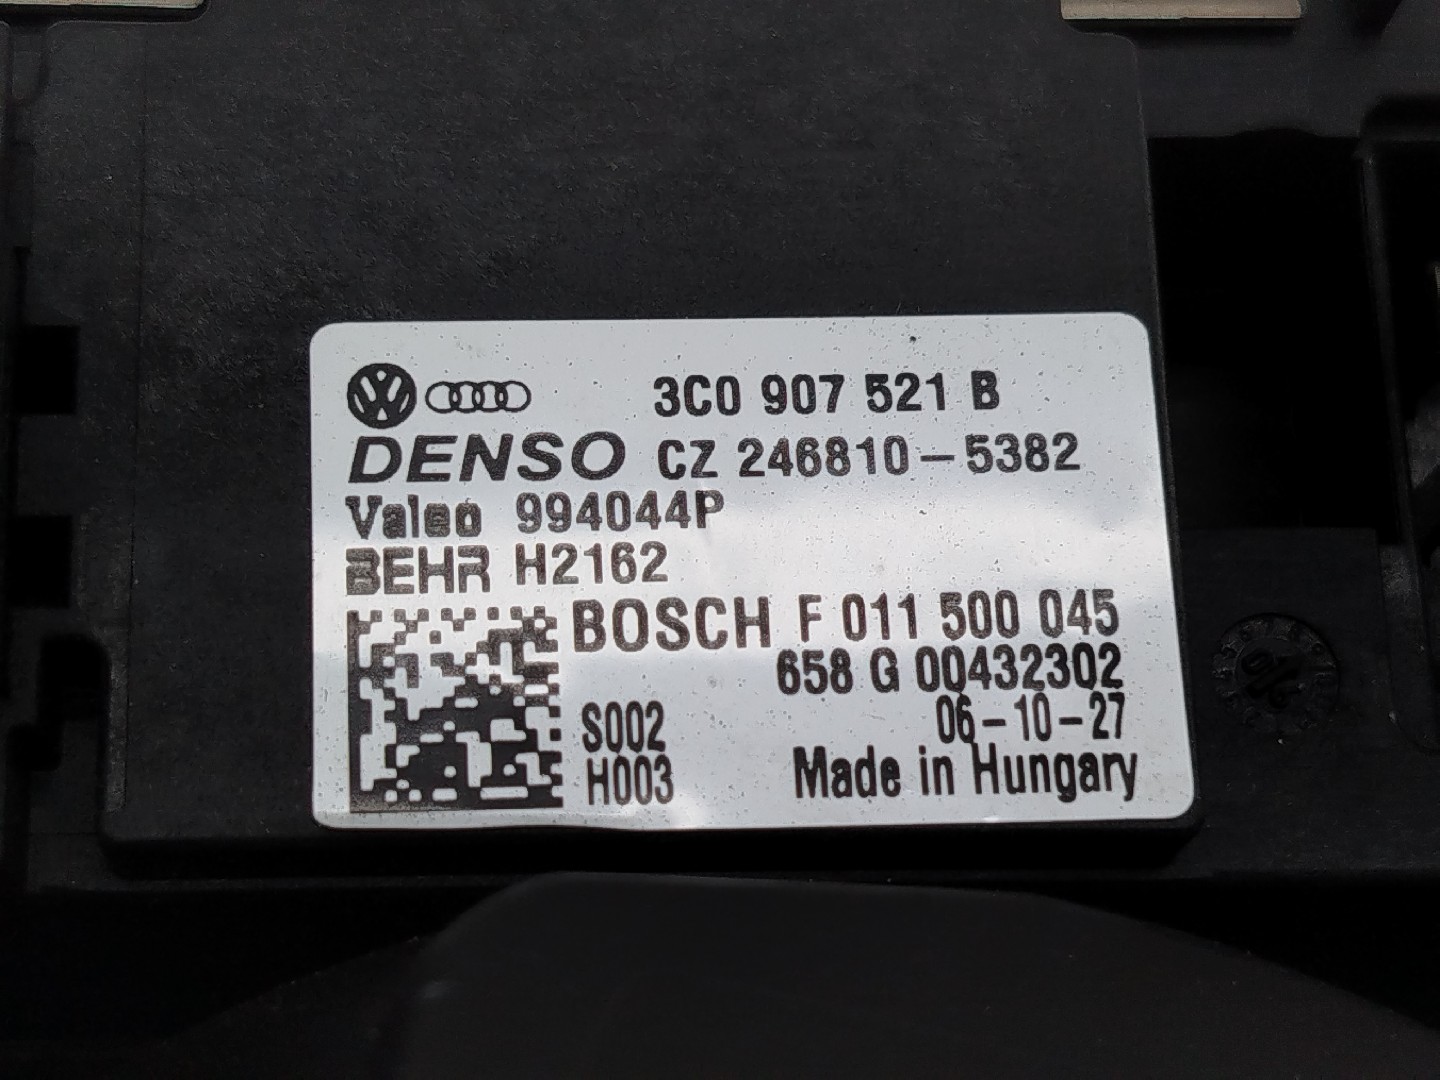 3C0 907 521 B
DENSO CZ 246810-5382
Valeo 994044P
BEHR H2162
BOSCH F 011 500 045
658 G 00432302
S002 06-10-27
H003 Made in Hungary